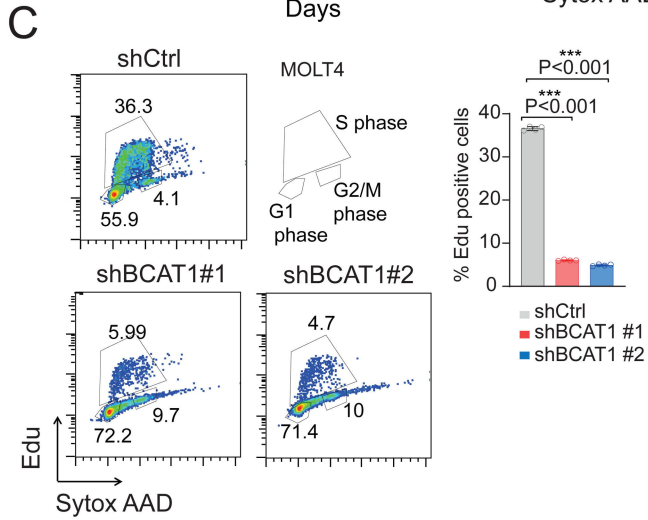 C
Days
shCtrl
MOLT4
36.3
4.1
55.9
S phase
G2/M
phase
G1
phase
***
P<0.001
***
P<0.001
% Edu positive cells
40
30
20
10
0
shCtrl
shBCAT1 #1
shBCAT1 #2
shBCAT1#1
5.99
9.7
72.2
shBCAT1#2
4.7
10
71.4
Edu
Sytox AAD